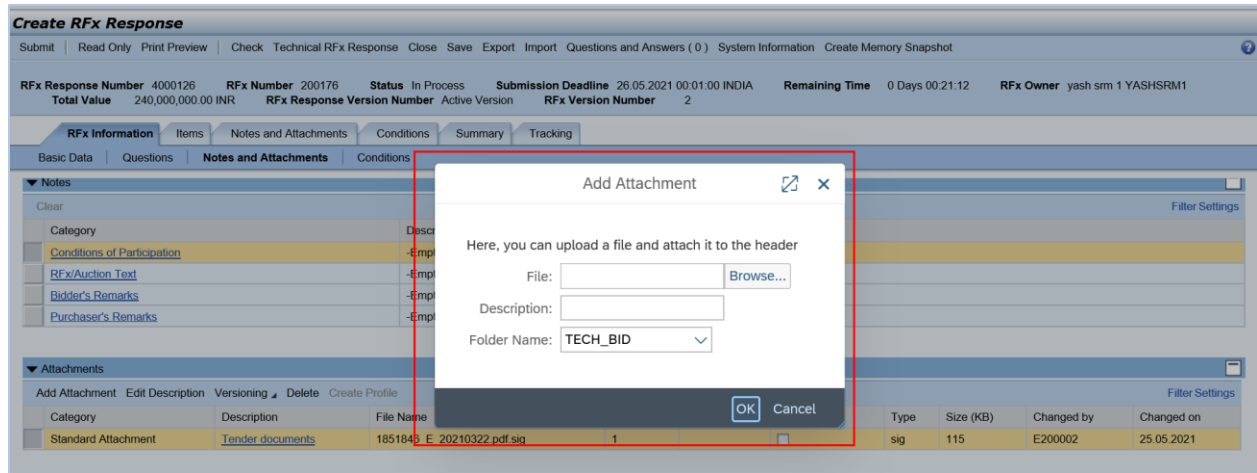 Create RFx Response
Submit Read Only Print Preview Check Technical RFx Response Close Save Export Import Questions and Answers ( 0 ) System Information Create Memory Snapshot
RFx Response Number 4000126 RFx Number 200176 Status In Process Submission Deadline 26.05.2021 00:01:00 INDIA Remaining Time 0 Days 00:21:12 RFx Owner yash srm 1 YASHSRM1
Total Value 240,000,000.00 INR RFx Response Version Number Active Version RFx Version Number 2
RFx Information Items Notes and Attachments Conditions Summary Tracking
Basic Data Questions Notes and Attachments Conditions
Notes
Clear Filter Settings
Category Descr
Conditions of Participation -Empt
RFx/Auction Text -Empt
Bidder's Remarks -Empt
Purchaser's Remarks -Empt
Add Attachment
Here, you can upload a file and attach it to the header
File: Browse...
Description:
Folder Name: TECH_BID
OK Cancel
Attachments
Add Attachment Edit Description Versioning Delete Create Profile Filter Settings
Category Description File Name Type Size (KB) Changed by Changed on
Standard Attachment Tender documents 1851846_E_20210322.pdf.sig 1 sig 115 E200002 25.05.2021